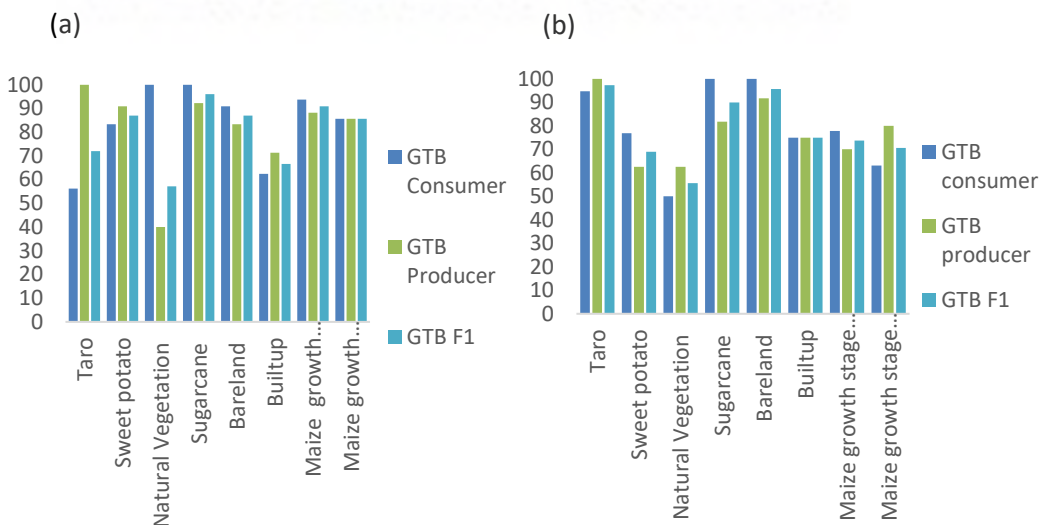 (a)
100
90
80
70
60
50
40
30
20
10
0
Taro
Sweet potato
Natural Vegetation
Sugarcane
Bareland
Builtup
Maize growth...
Maize growth...
GTB
Consumer
GTB
Producer
GTB F1
(b)
100
90
80
70
60
50
40
30
20
10
0
Taro
Sweet potato
Natural Vegetation
Sugarcane
Bareland
Builtup
Maize growth stage...
Maize growth stage...
GTB
consumer
GTB
producer
GTB F1